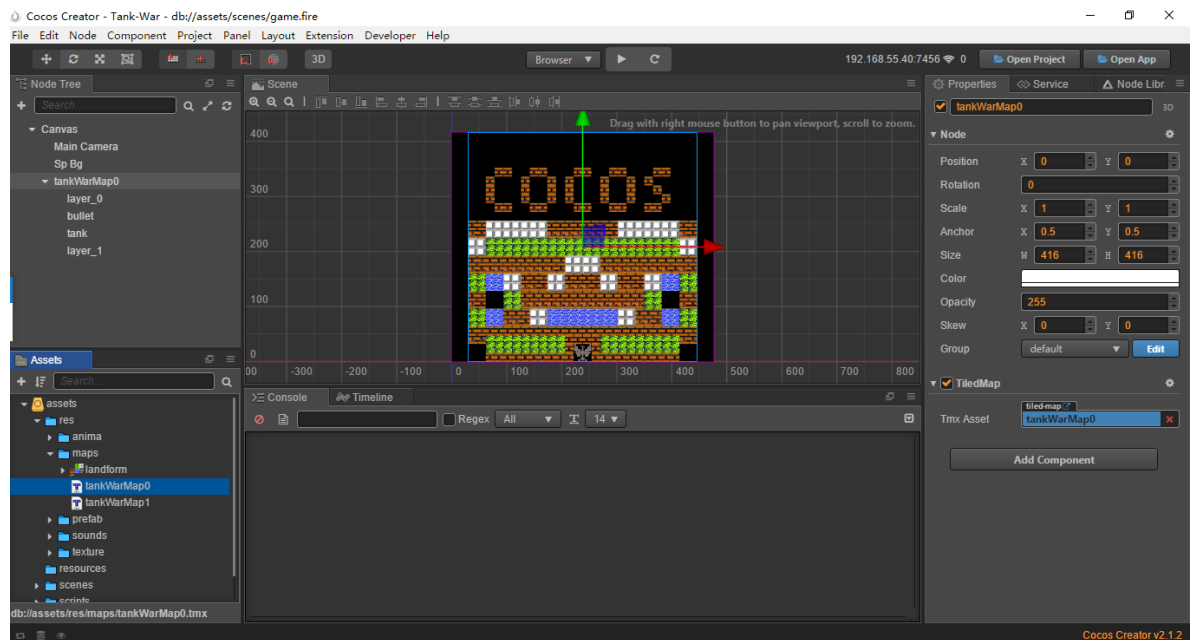 Cocos Creator - Tank-War - db://assets/scenes/game.fire
File Edit Node Component Project Panel Layout Extension Developer Help
3D Browser 192.168.55.40:7456 0 Open Project Open App
Node Tree
Search...
Canvas
Main Camera
Sp Bg
tankWarMap0
layer_0
bullet
tank
layer_1
Scene
Drag with right mouse button to pan viewport, scroll to zoom.
400
300
200
100
0
COCOS
00 -300 -200 -100 0 100 200 300 400 500 600 700 800
Assets
Search...
assets
res
anima
maps
landform
tankWarMap0
tankWarMap1
prefab
sounds
texture
resources
scenes
scripts
db://assets/res/maps/tankWarMap0.tmx
Console Timeline
Regex All 14
Properties Service Node Libr
tankWarMap0 3D
Node
Position X 0 Y 0
Rotation 0
Scale X 1 Y 1
Anchor X 0.5 Y 0.5
Size W 416 H 416
Color
Opacity 255
Skew X 0 Y 0
Group default Edit
TiledMap
tiled-map
Tmx Asset tankWarMap0
Add Component
Cocos Creator v2.1.2